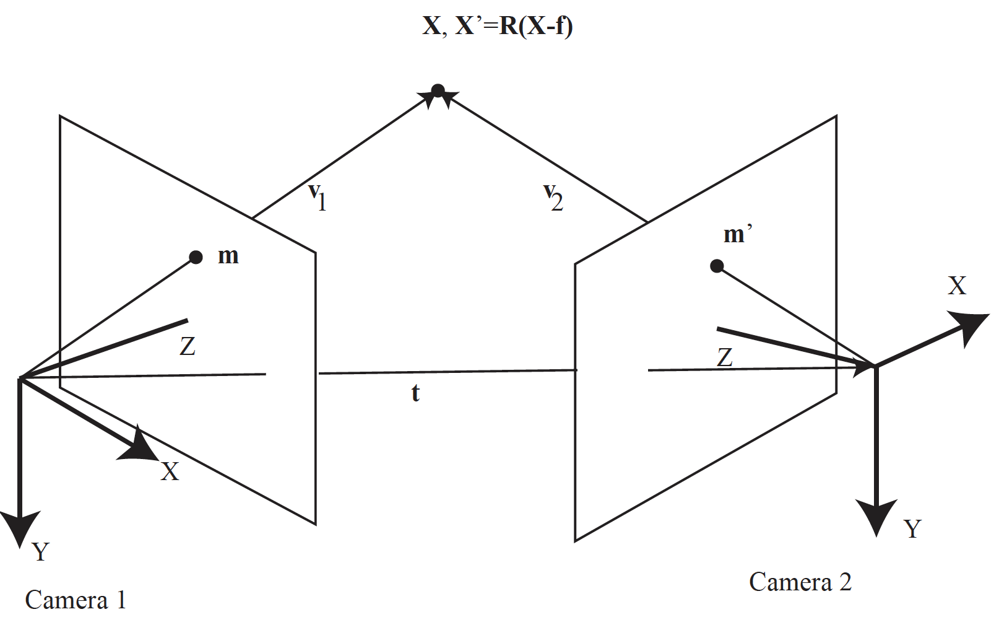 X, X’=R(X-f)
v1
v2
m
m’
X
Z
Z
t
X
Y
Y
Camera 1
Camera 2